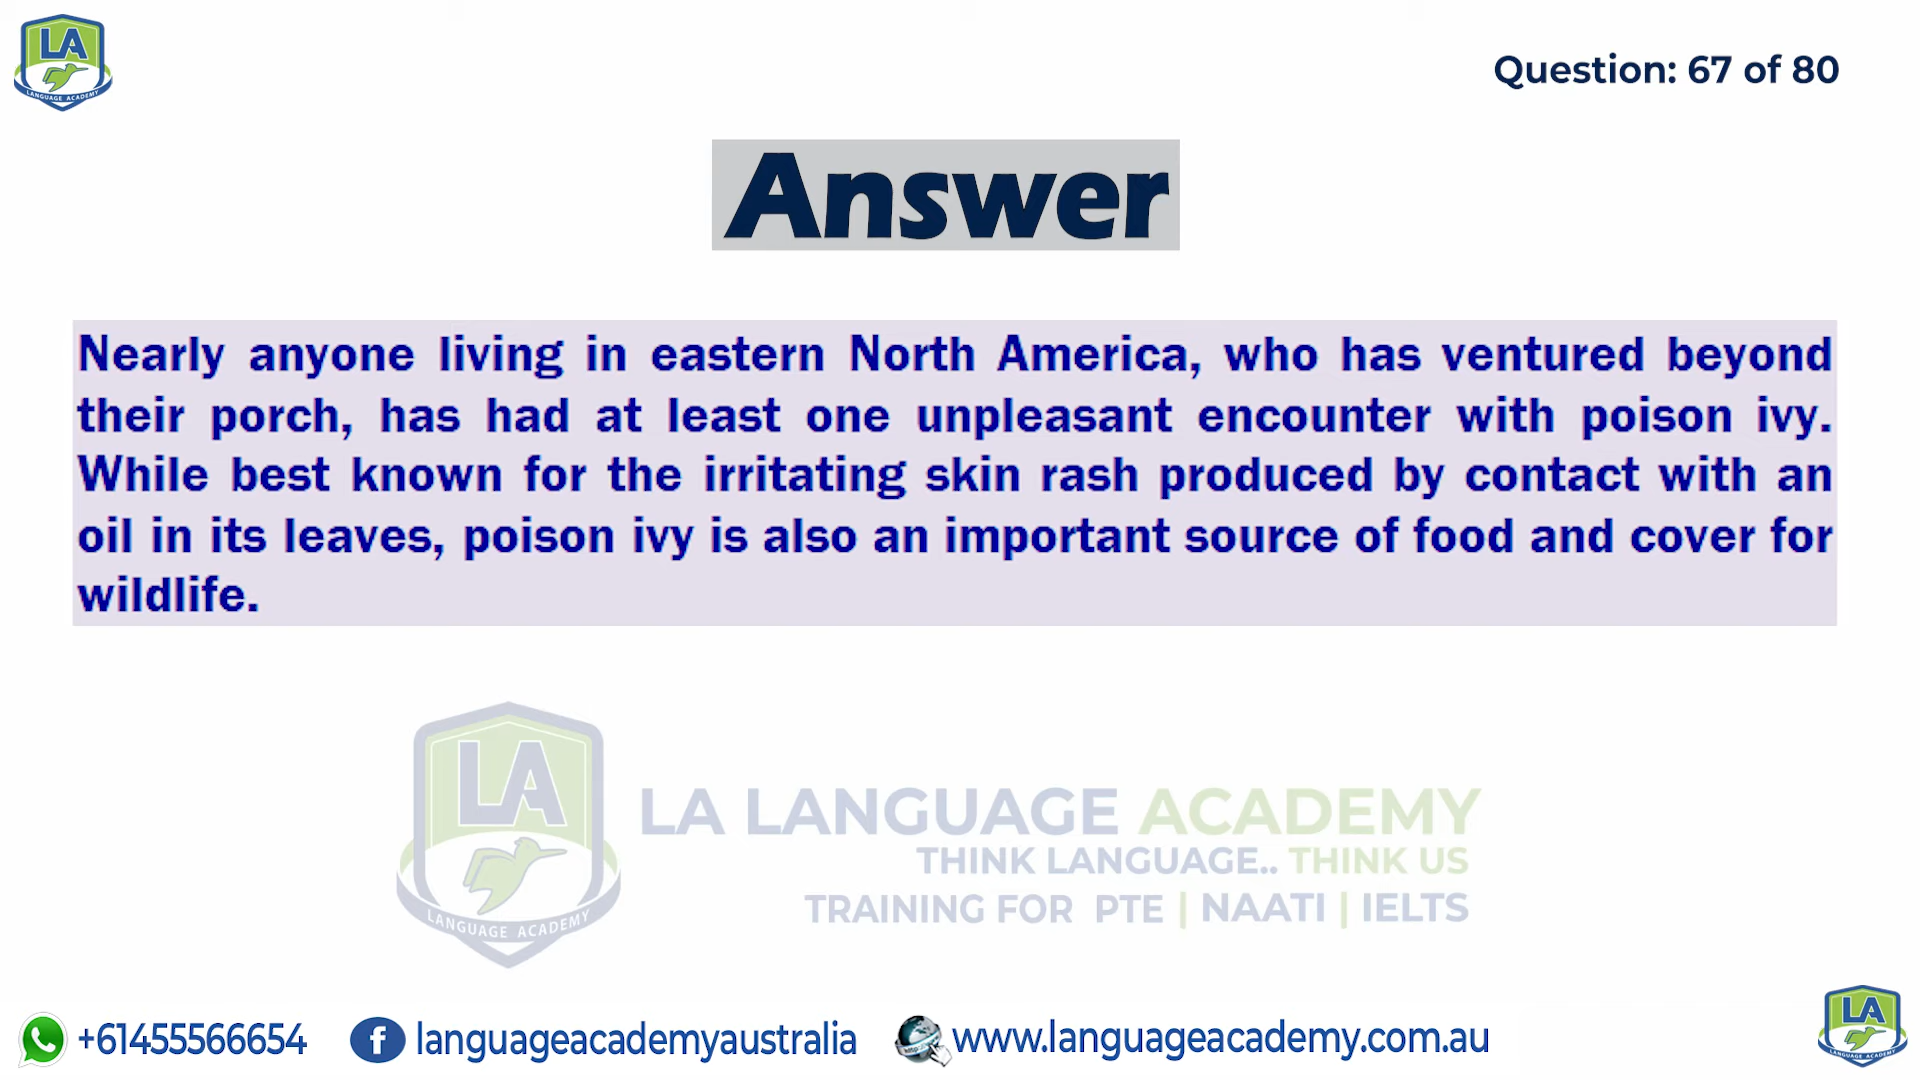 LA
LANGUAGE ACADEMY
Question: 67 of 80
Answer
Nearly anyone living in eastern North America, who has ventured beyond
their porch, has had at least one unpleasant encounter with poison ivy.
While best known for the irritating skin rash produced by contact with an
oil in its leaves, poison ivy is also an important source of food and cover for
wildlife.
LA
LANGUAGE ACADEMY
LA LANGUAGE ACADEMY
THINK LANGUAGE.. THINK US
TRAINING FOR PTE | NAATI | IELTS
+61455566654
f languageacademyaustralia
http:
www.languageacademy.com.au
LA
LANGUAGE ACADEMY